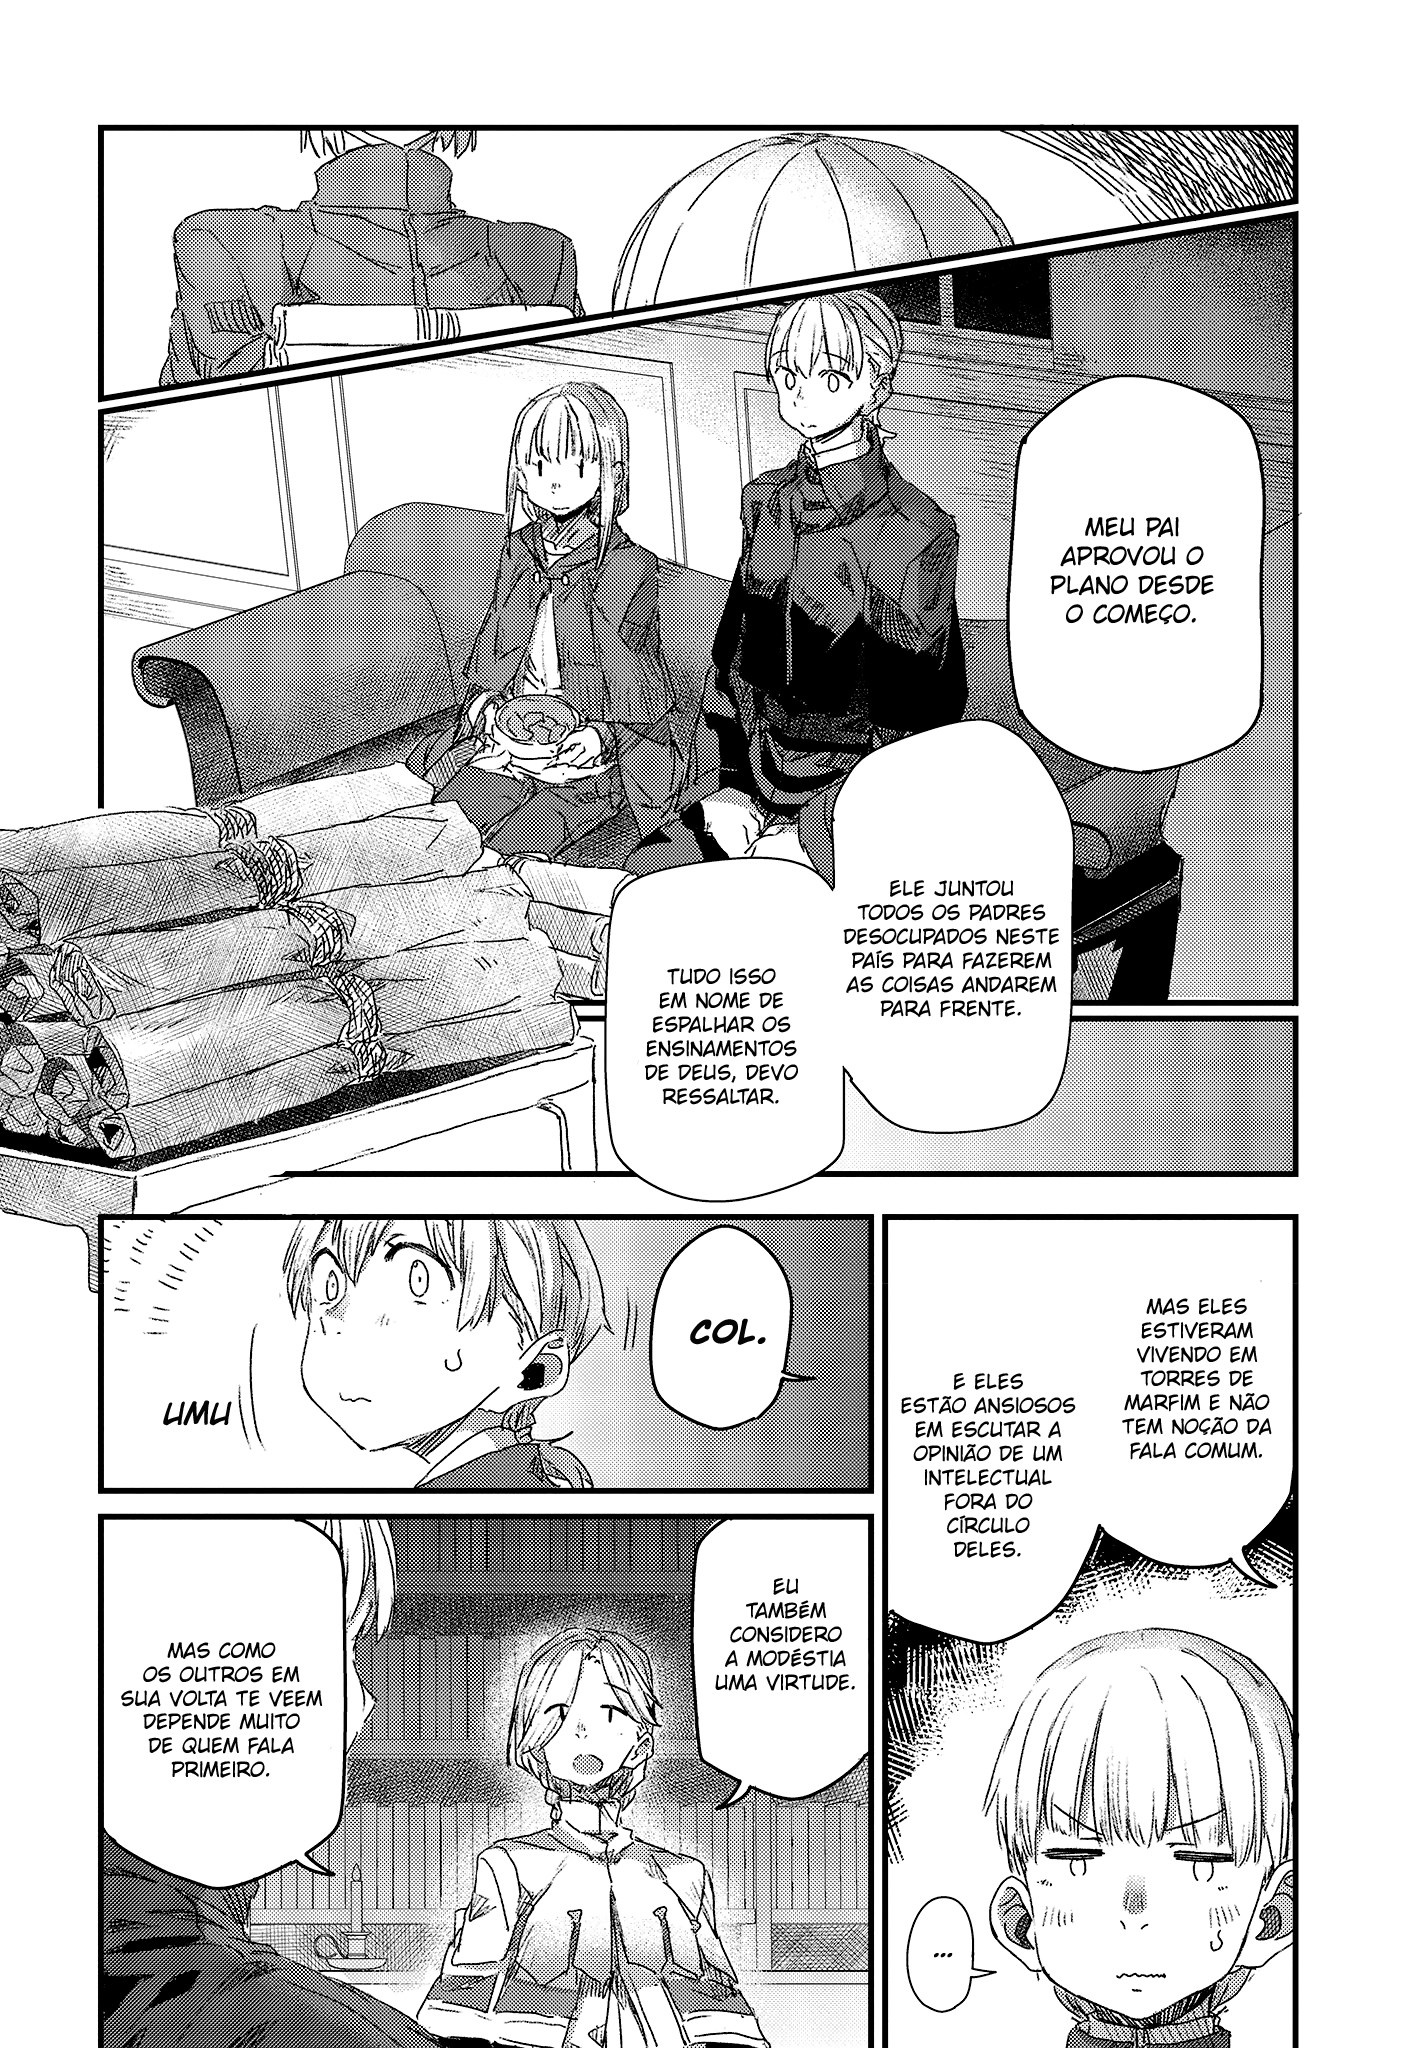 MEU PAI
APROVOU O
PLANO DESDE
O COMEÇO.
ELE JUNTOU
TODOS OS PADRES
DESOCUPADOS NESTE
PAÍS PARA FAZEREM
AS COISAS ANDAREM
PARA FRENTE.
TUDO ISSO
EM NOME DE
ESPALHAR OS
ENSINAMENTOS
DE DEUS, DEVO
RESSALTAR.
MAS ELES
ESTIVERAM
VIVENDO EM
TORRES DE
MARFIM E NÃO
TEM NOÇÃO DA
FALA COMUM.
E ELES
ESTÃO ANSIOSOS
EM ESCUTAR A
OPINIÃO DE UM
INTELECTUAL
FORA DO
CÍRCULO
DELES.
...
COL.
UMU
EU
TAMBÉM
CONSIDERO
A MODÉSTIA
UMA VIRTUDE.
MAS COMO
OS OUTROS EM
SUA VOLTA TE VEEM
DEPENDE MUITO
DE QUEM FALA
PRIMEIRO.